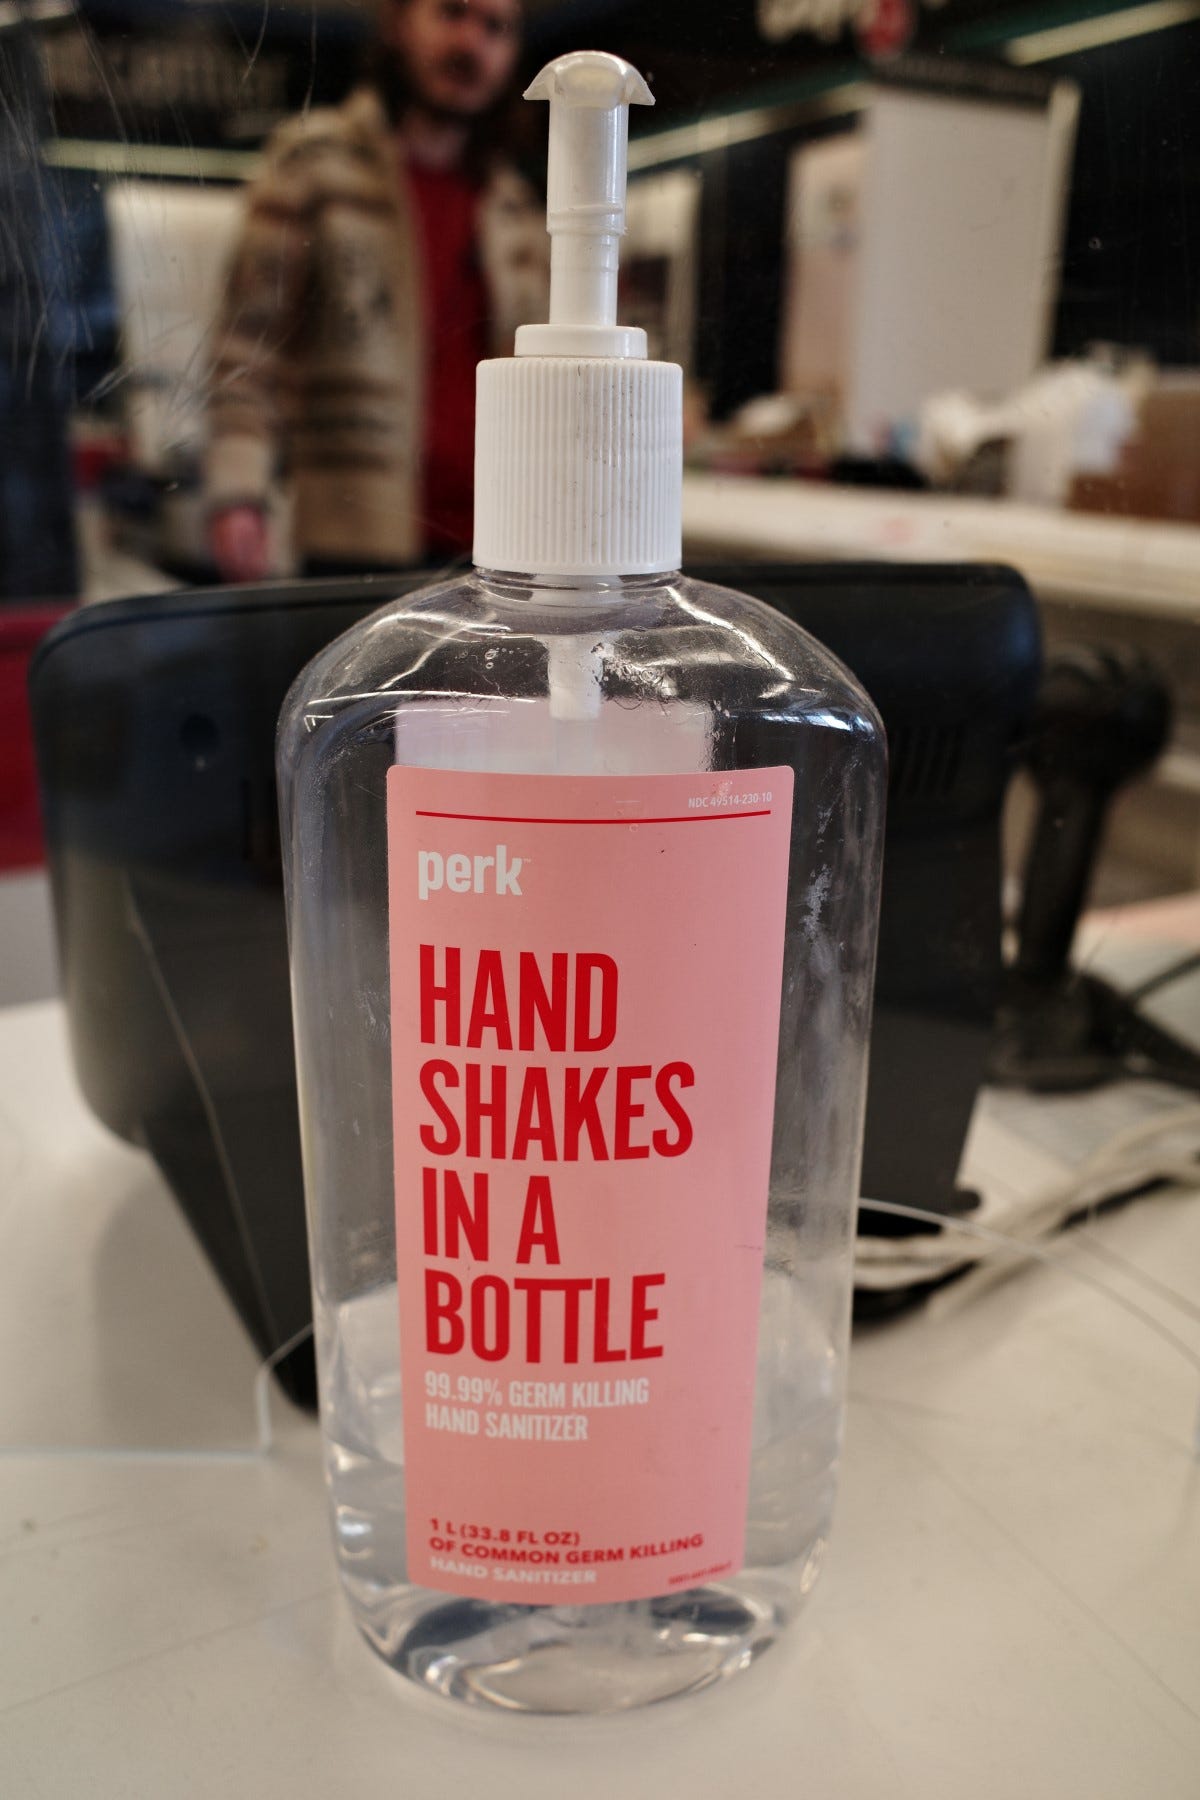 NDC 49514-230-10
perk™
HAND
SHAKES
IN A
BOTTLE
99.99% GERM KILLING
HAND SANITIZER
1 L (33.8 FL OZ)
OF COMMON GERM KILLING
HAND SANITIZER